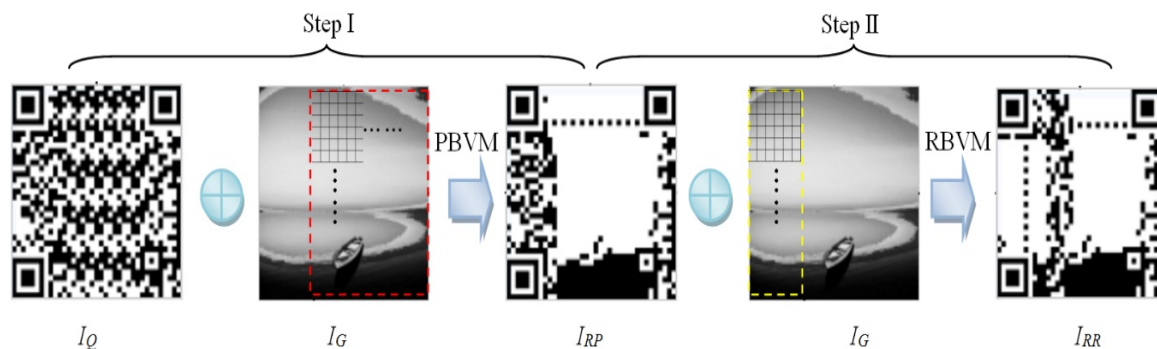 Step I
Step II
PBVM
RBVM
I_Q
I_G
I_RP
I_G
I_RR